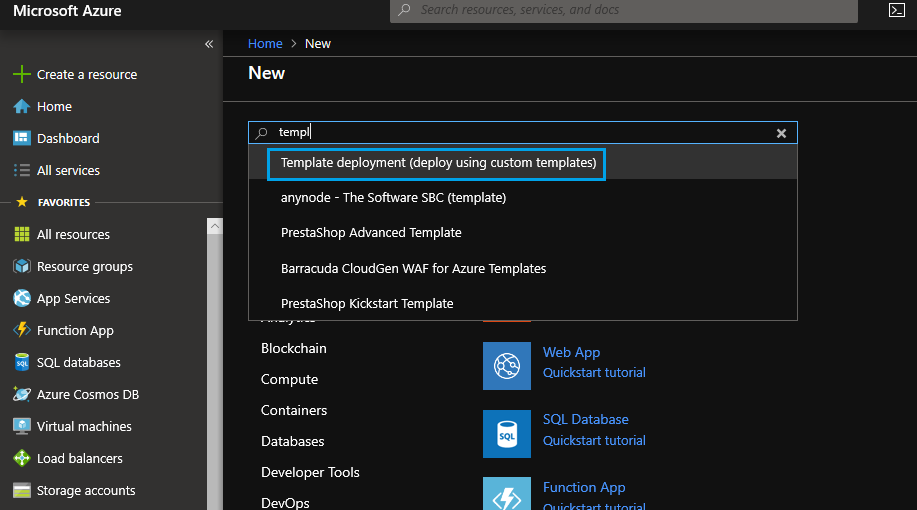 Microsoft Azure
Search resources, services, and docs
Create a resource
Home
Dashboard
All services
FAVORITES
All resources
Resource groups
App Services
Function App
SQL databases
Azure Cosmos DB
Virtual machines
Load balancers
Storage accounts
Home > New
New
templ
Template deployment (deploy using custom templates)
anynode - The Software SBC (template)
PrestaShop Advanced Template
Barracuda CloudGen WAF for Azure Templates
PrestaShop Kickstart Template
Analytics
Blockchain
Compute
Containers
Databases
Developer Tools
DevOps
Web App
Quickstart tutorial
SQL
SQL Database
Quickstart tutorial
Function App
Quickstart tutorial